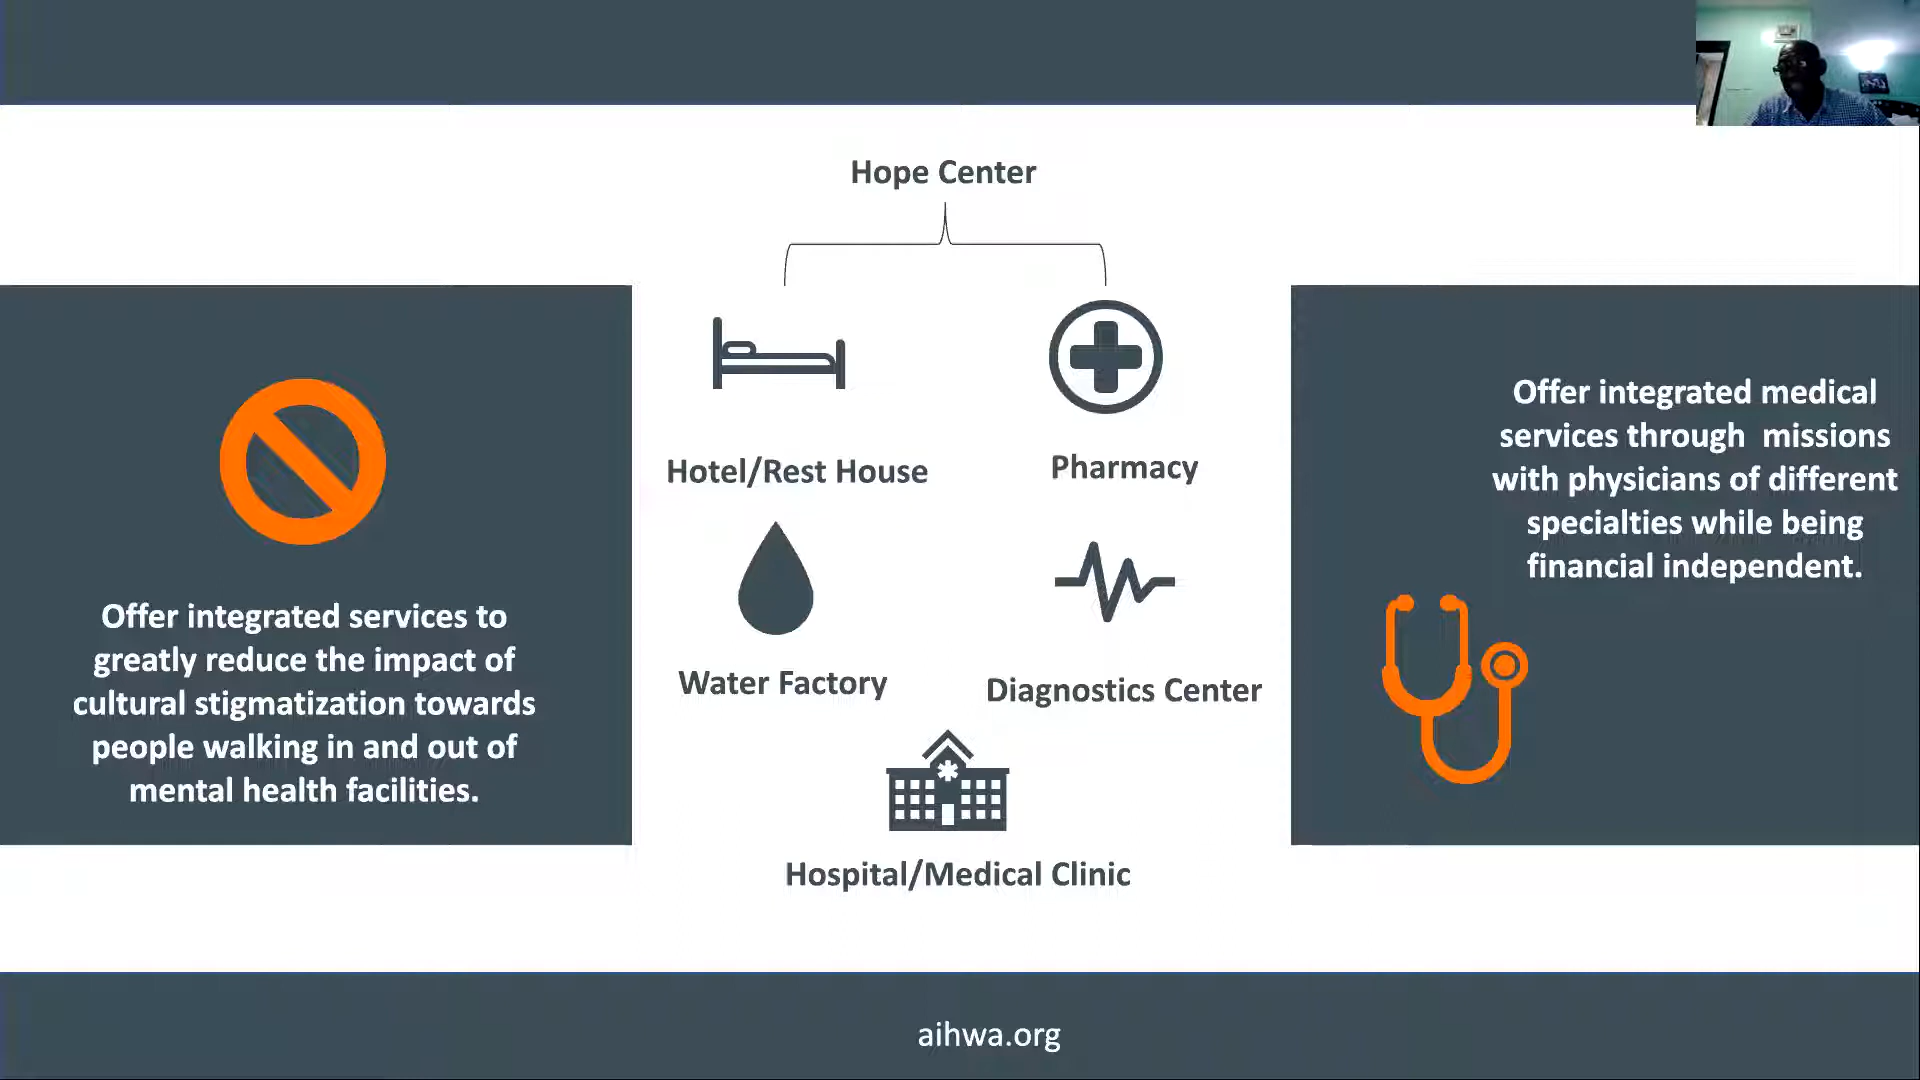 Hope Center
Hotel/Rest House
Pharmacy
Water Factory
Diagnostics Center
Hospital/Medical Clinic
Offer integrated services to
greatly reduce the impact of
cultural stigmatization towards
people walking in and out of
mental health facilities.
Offer integrated medical
services through  missions
with physicians of different
specialties while being
financial independent.
aihwa.org